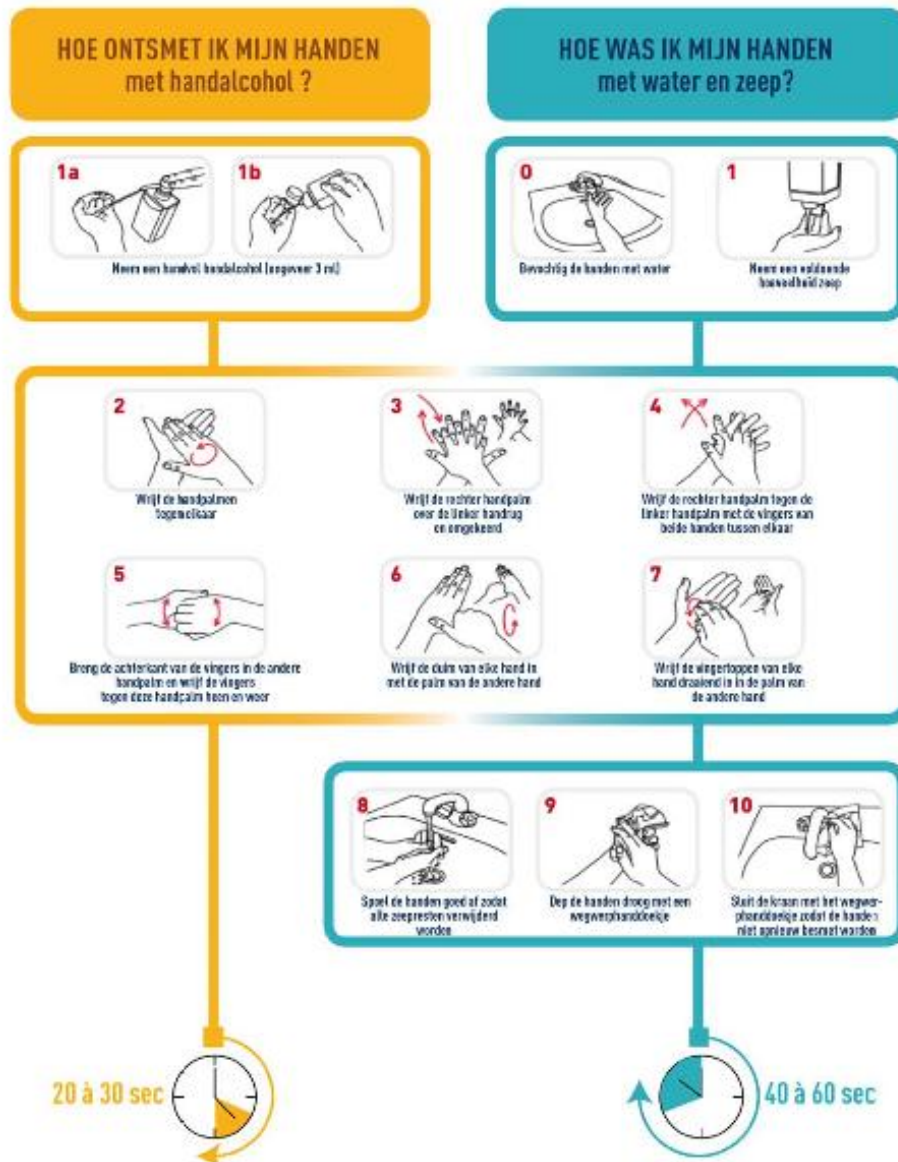 HOE ONTSMET IK MIJN HANDEN
met handalcohol ?
HOE WAS IK MIJN HANDEN
met water en zeep?
1a
1b
Neem een handvol handalcohol (ongeveer 3 ml)
0
Bevochtig de handen met water
1
Neem een voldoende
hoeveelheid zeep
2
Wrijf de handpalmen
tegen elkaar
3
Wrijf de rechter handpalm
over de linker handrug
en omgekeerd
4
Wrijf de rechter handpalm tegen de
linker handpalm met de vingers van
beide handen tussen elkaar
5
Breng de achterkant van de vingers in de andere
handpalm en wrijf de vingers
tegen deze handpalm heen en weer
6
Wrijf de duim van elke hand in
met de palm van de andere hand
7
Wrijf de vingertoppen van elke
hand draaiend in in de palm van
de andere hand
8
Spoel de handen goed af zodat
alle zeepresten verwijderd
worden
9
Dep de handen droog met een
wegwerphanddoekje
10
Sluit de kraan met het wegwer-
phanddoekje zodat de handen
niet opnieuw besmet worden
20 à 30 sec
40 à 60 sec